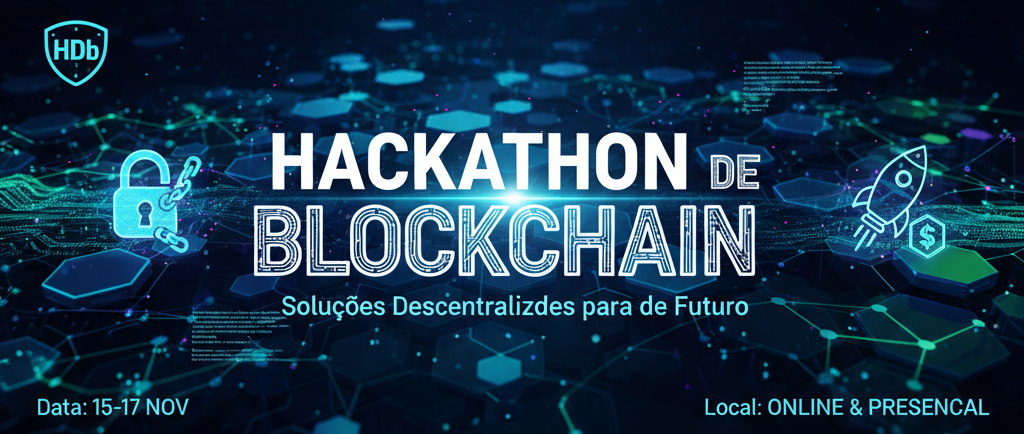 HDb
HACKATHON DE
BLOCKCHAIN
Soluções Descentralizdes para de Futuro
$
Data: 15-17 NOV
Local: ONLINE & PRESENCAL